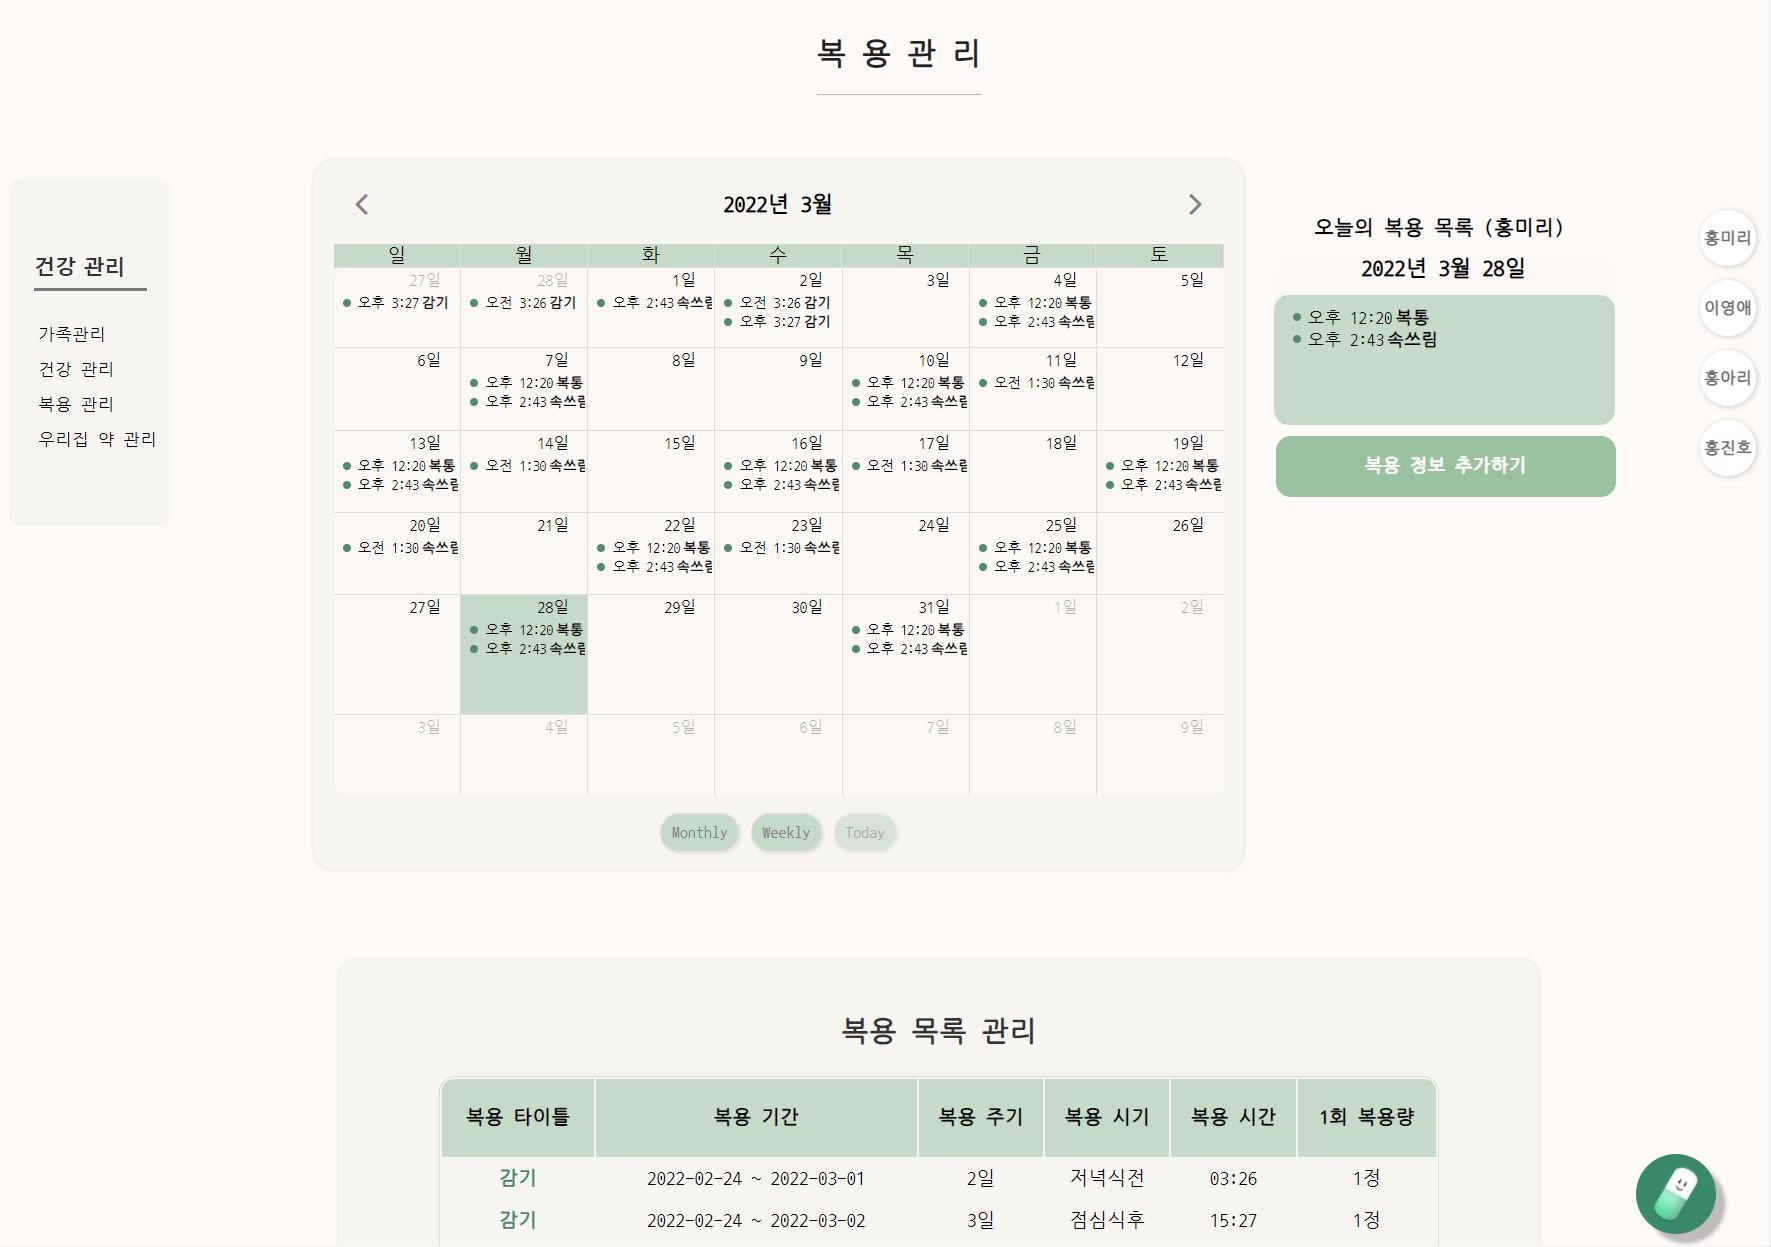 복 용 관 리
건강 관리
가족관리
건강 관리
복용 관리
우리집 약 관리
2022년 3월
일 월 화 수 목 금 토
27일 28일 1일 2일 3일 4일 5일
오후 3:27 감기 오전 3:26 감기 오후 2:43 속쓰림 오전 3:26 감기 오후 12:20 복통
오후 3:27 감기 오후 2:43 속쓰림
6일 7일 8일 9일 10일 11일 12일
오후 12:20 복통 오후 12:20 복통 오전 1:30 속쓰림
오후 2:43 속쓰림 오후 2:43 속쓰림
13일 14일 15일 16일 17일 18일 19일
오후 12:20 복통 오전 1:30 속쓰림 오후 12:20 복통 오전 1:30 속쓰림 오후 12:20 복통
오후 2:43 속쓰림 오후 2:43 속쓰림 오후 2:43 속쓰림
20일 21일 22일 23일 24일 25일 26일
오전 1:30 속쓰림 오후 12:20 복통 오전 1:30 속쓰림 오후 12:20 복통
오후 2:43 속쓰림 오후 2:43 속쓰림
27일 28일 29일 30일 31일 1일 2일
오후 12:20 복통 오후 12:20 복통
오후 2:43 속쓰림 오후 2:43 속쓰림
3일 4일 5일 6일 7일 8일 9일
Monthly Weekly Today
오늘의 복용 목록 (홍미리)
2022년 3월 28일
오후 12:20 복통
오후 2:43 속쓰림
복용 정보 추가하기
홍미리
이영애
홍아리
홍진호
복용 목록 관리
복용 타이틀 복용 기간 복용 주기 복용 시기 복용 시간 1회 복용량
감기 2022-02-24 ~ 2022-03-01 2일 저녁식전 03:26 1정
감기 2022-02-24 ~ 2022-03-02 3일 점심식후 15:27 1정